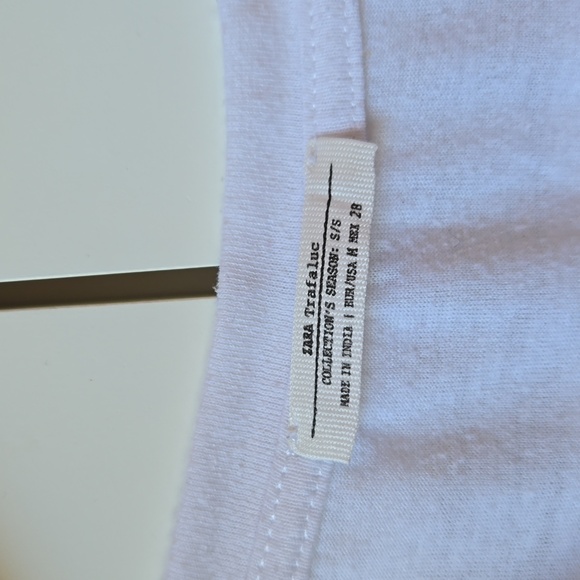 ZARA Trafaluc
COLLECTION'S SEASON: S/S
MADE IN INDIA | EUR/USA M MEX 28